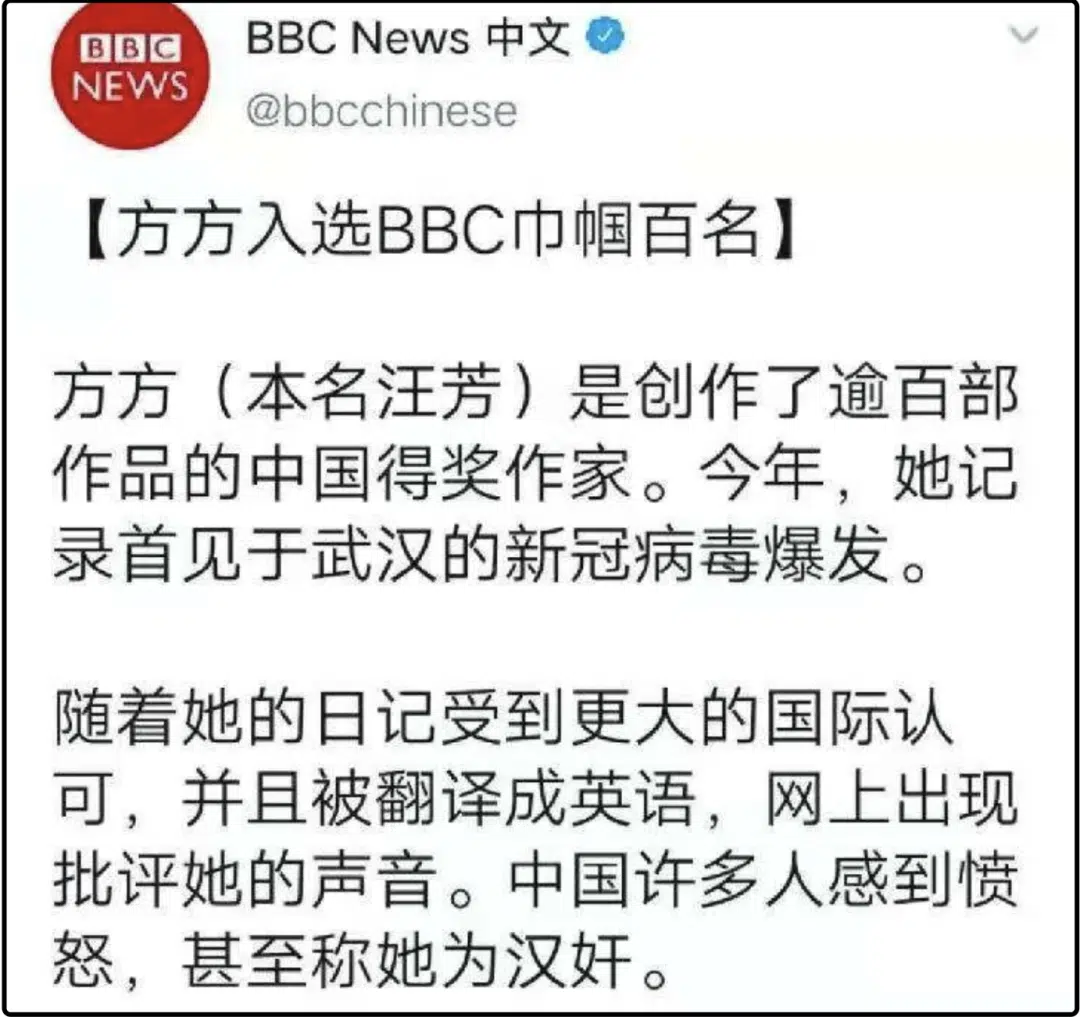 BBC NEWS
BBC News 中文
@bbcchinese
【方方入选BBC巾帼百名】
方方（本名汪芳）是创作了逾百部
作品的中国得奖作家。今年，她记
录首见于武汉的新冠病毒爆发。
随着她的日记受到更大的国际认
可，并且被翻译成英语，网上出现
批评她的声音。中国许多人感到愤
怒，甚至称她为汉奸。